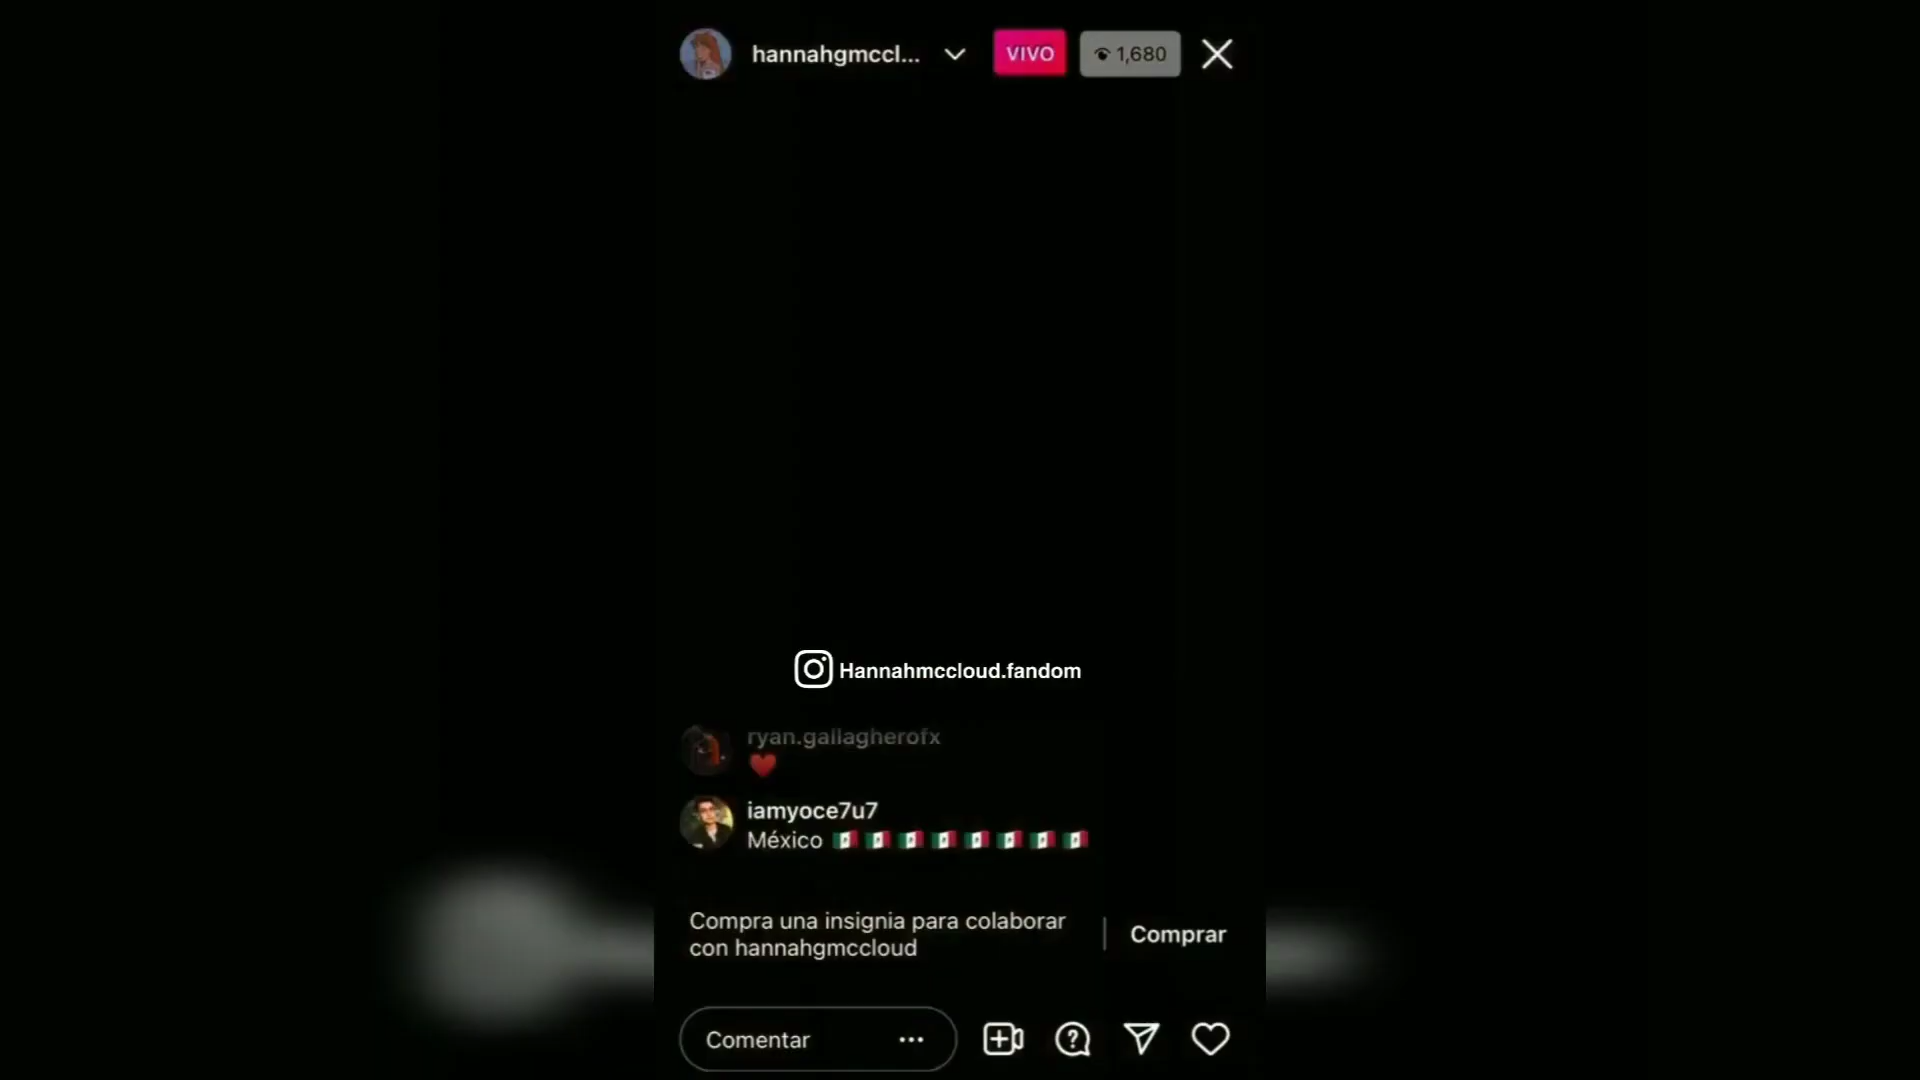 hannahgmccl...
VIVO
1,680
Hannahmccloud.fandom
ryan.gallagherofx
❤️
iamyoce7u7
México 🇲🇽 🇲🇽 🇲🇽 🇲🇽 🇲🇽 🇲🇽 🇲🇽 🇲🇽
Compra una insignia para colaborar
con hannahgmccloud
Comprar
Comentar